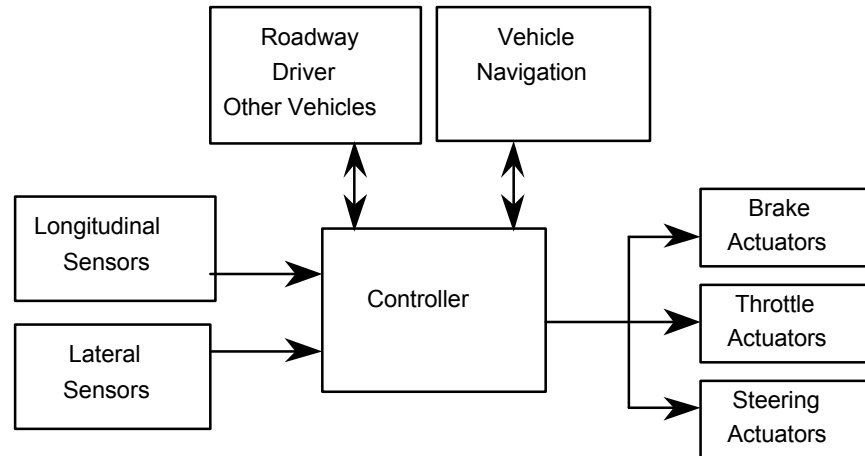 Roadway
Driver
Other Vehicles
Vehicle
Navigation
Longitudinal
Sensors
Lateral
Sensors
Controller
Brake
Actuators
Throttle
Actuators
Steering
Actuators